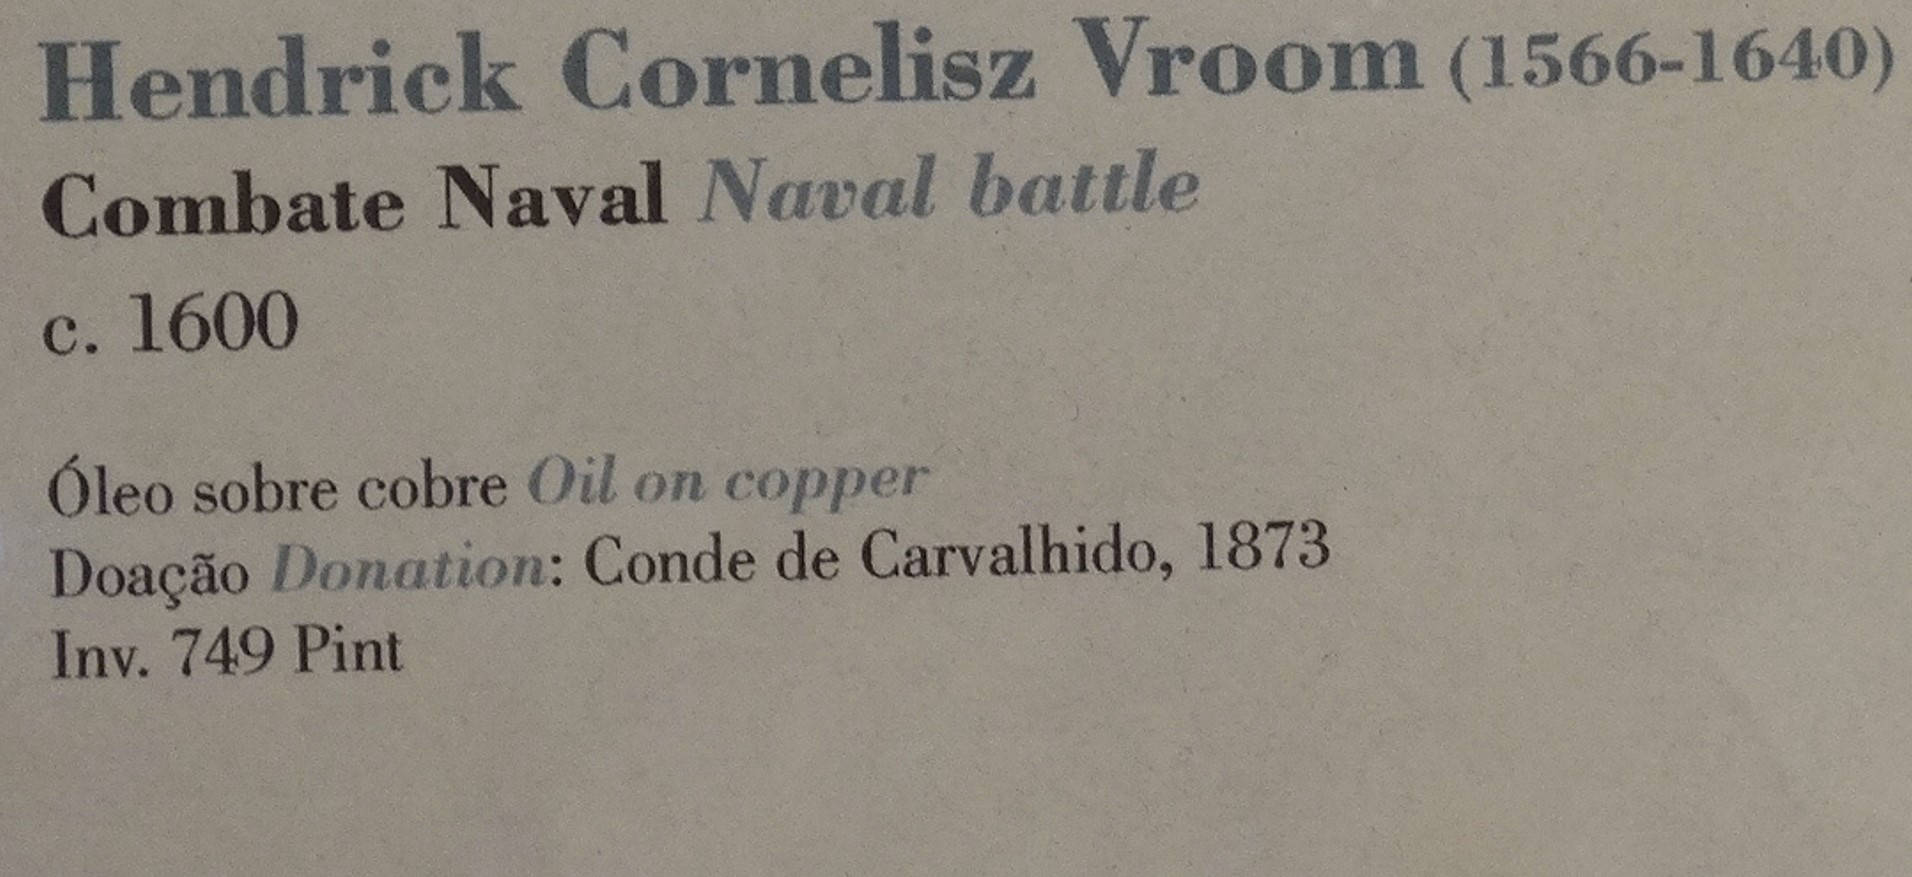 Hendrick Cornelisz Vroom (1566-1640)
Combate Naval Naval battle
c. 1600
Óleo sobre cobre Oil on copper
Doação Donation: Conde de Carvalhido, 1873
Inv. 749 Pint